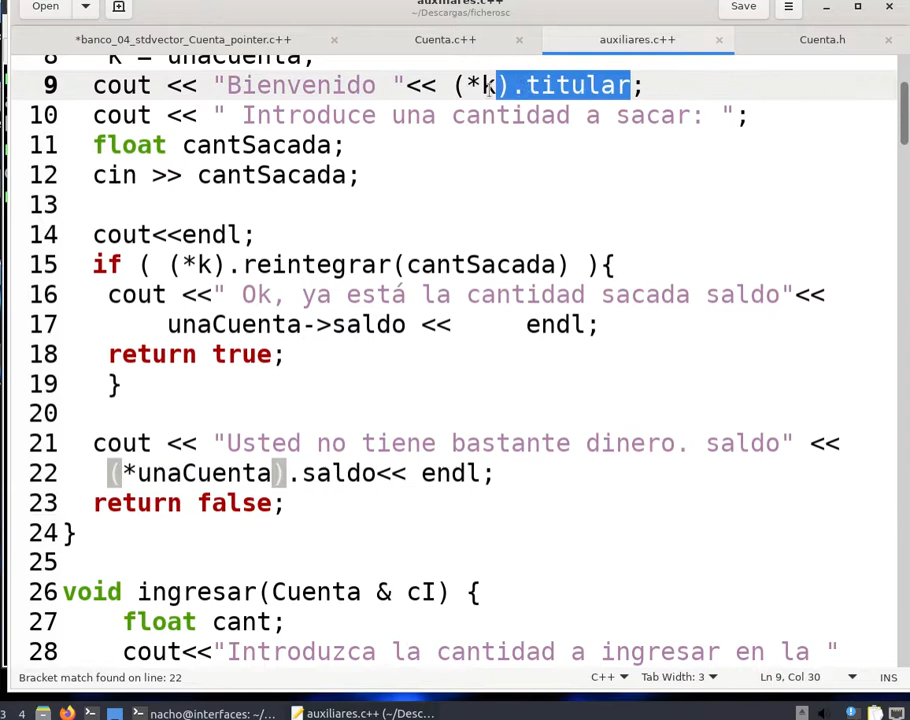 Open
auxiliares.c++
~/Descargas/ficherosc
Save
*banco_04_stdvector_Cuenta_pointer.c++ × Cuenta.c++ × auxiliares.c++ × Cuenta.h ×
8 k = unaCuenta;
9 cout << "Bienvenido "<< (*k).titular;
10 cout << " Introduce una cantidad a sacar: ";
11 float cantSacada;
12 cin >> cantSacada;
13
14 cout<<endl;
15 if ( (*k).reintegrar(cantSacada) ){
16 cout <<" Ok, ya está la cantidad sacada saldo"<<
17 unaCuenta->saldo << endl;
18 return true;
19 }
20
21 cout << "Usted no tiene bastante dinero. saldo" <<
22 (*unaCuenta).saldo<< endl;
23 return false;
24 }
25
26 void ingresar(Cuenta & cI) {
27 float cant;
28 cout<<"Introduzca la cantidad a ingresar en la "
Bracket match found on line: 22 C++ Tab Width: 3 Ln 9, Col 30 INS
3 4 nacho@interfaces: ~/... auxiliares.c++ (~/Desc...